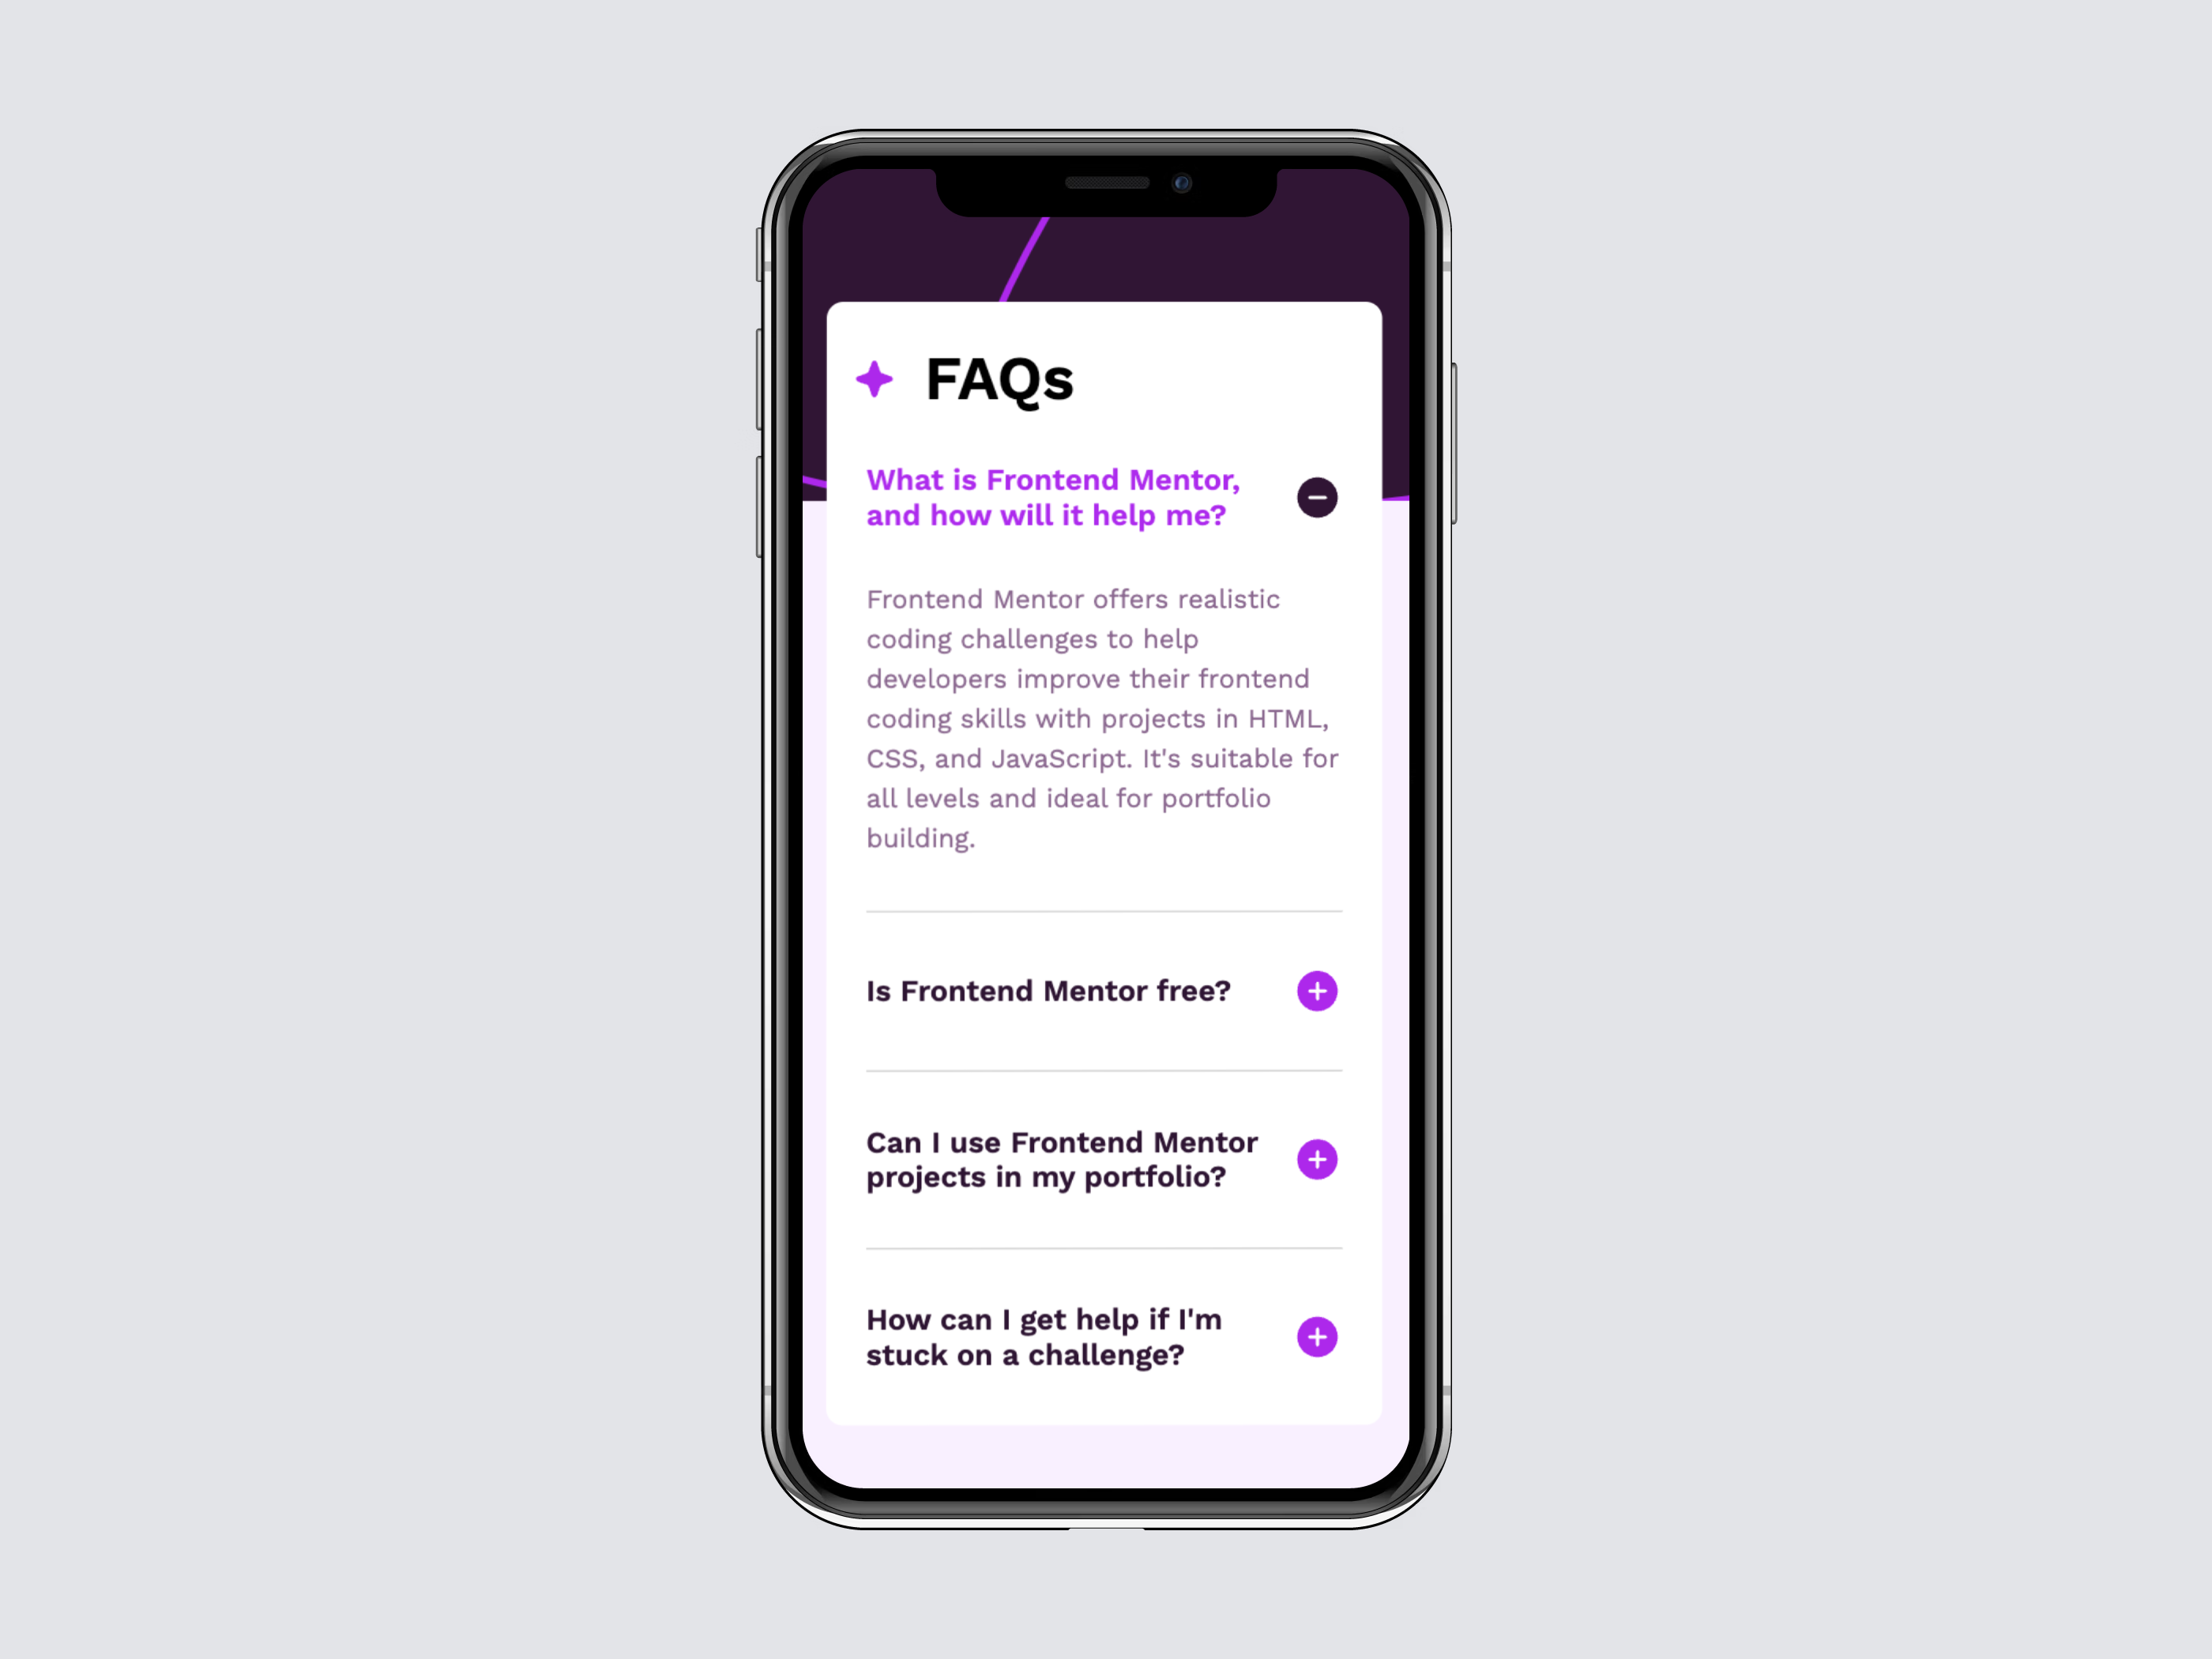 FAQs
What is Frontend Mentor,
and how will it help me?
Frontend Mentor offers realistic
coding challenges to help
developers improve their frontend
coding skills with projects in HTML,
CSS, and JavaScript. It's suitable for
all levels and ideal for portfolio
building.
Is Frontend Mentor free?
Can I use Frontend Mentor
projects in my portfolio?
How can I get help if I'm
stuck on a challenge?